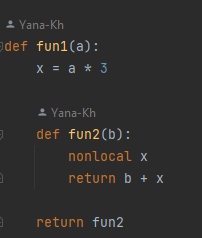 Yana-Kh
def fun1(a):
    x = a * 3
Yana-Kh
    def fun2(b):
        nonlocal x
        return b + x
    return fun2